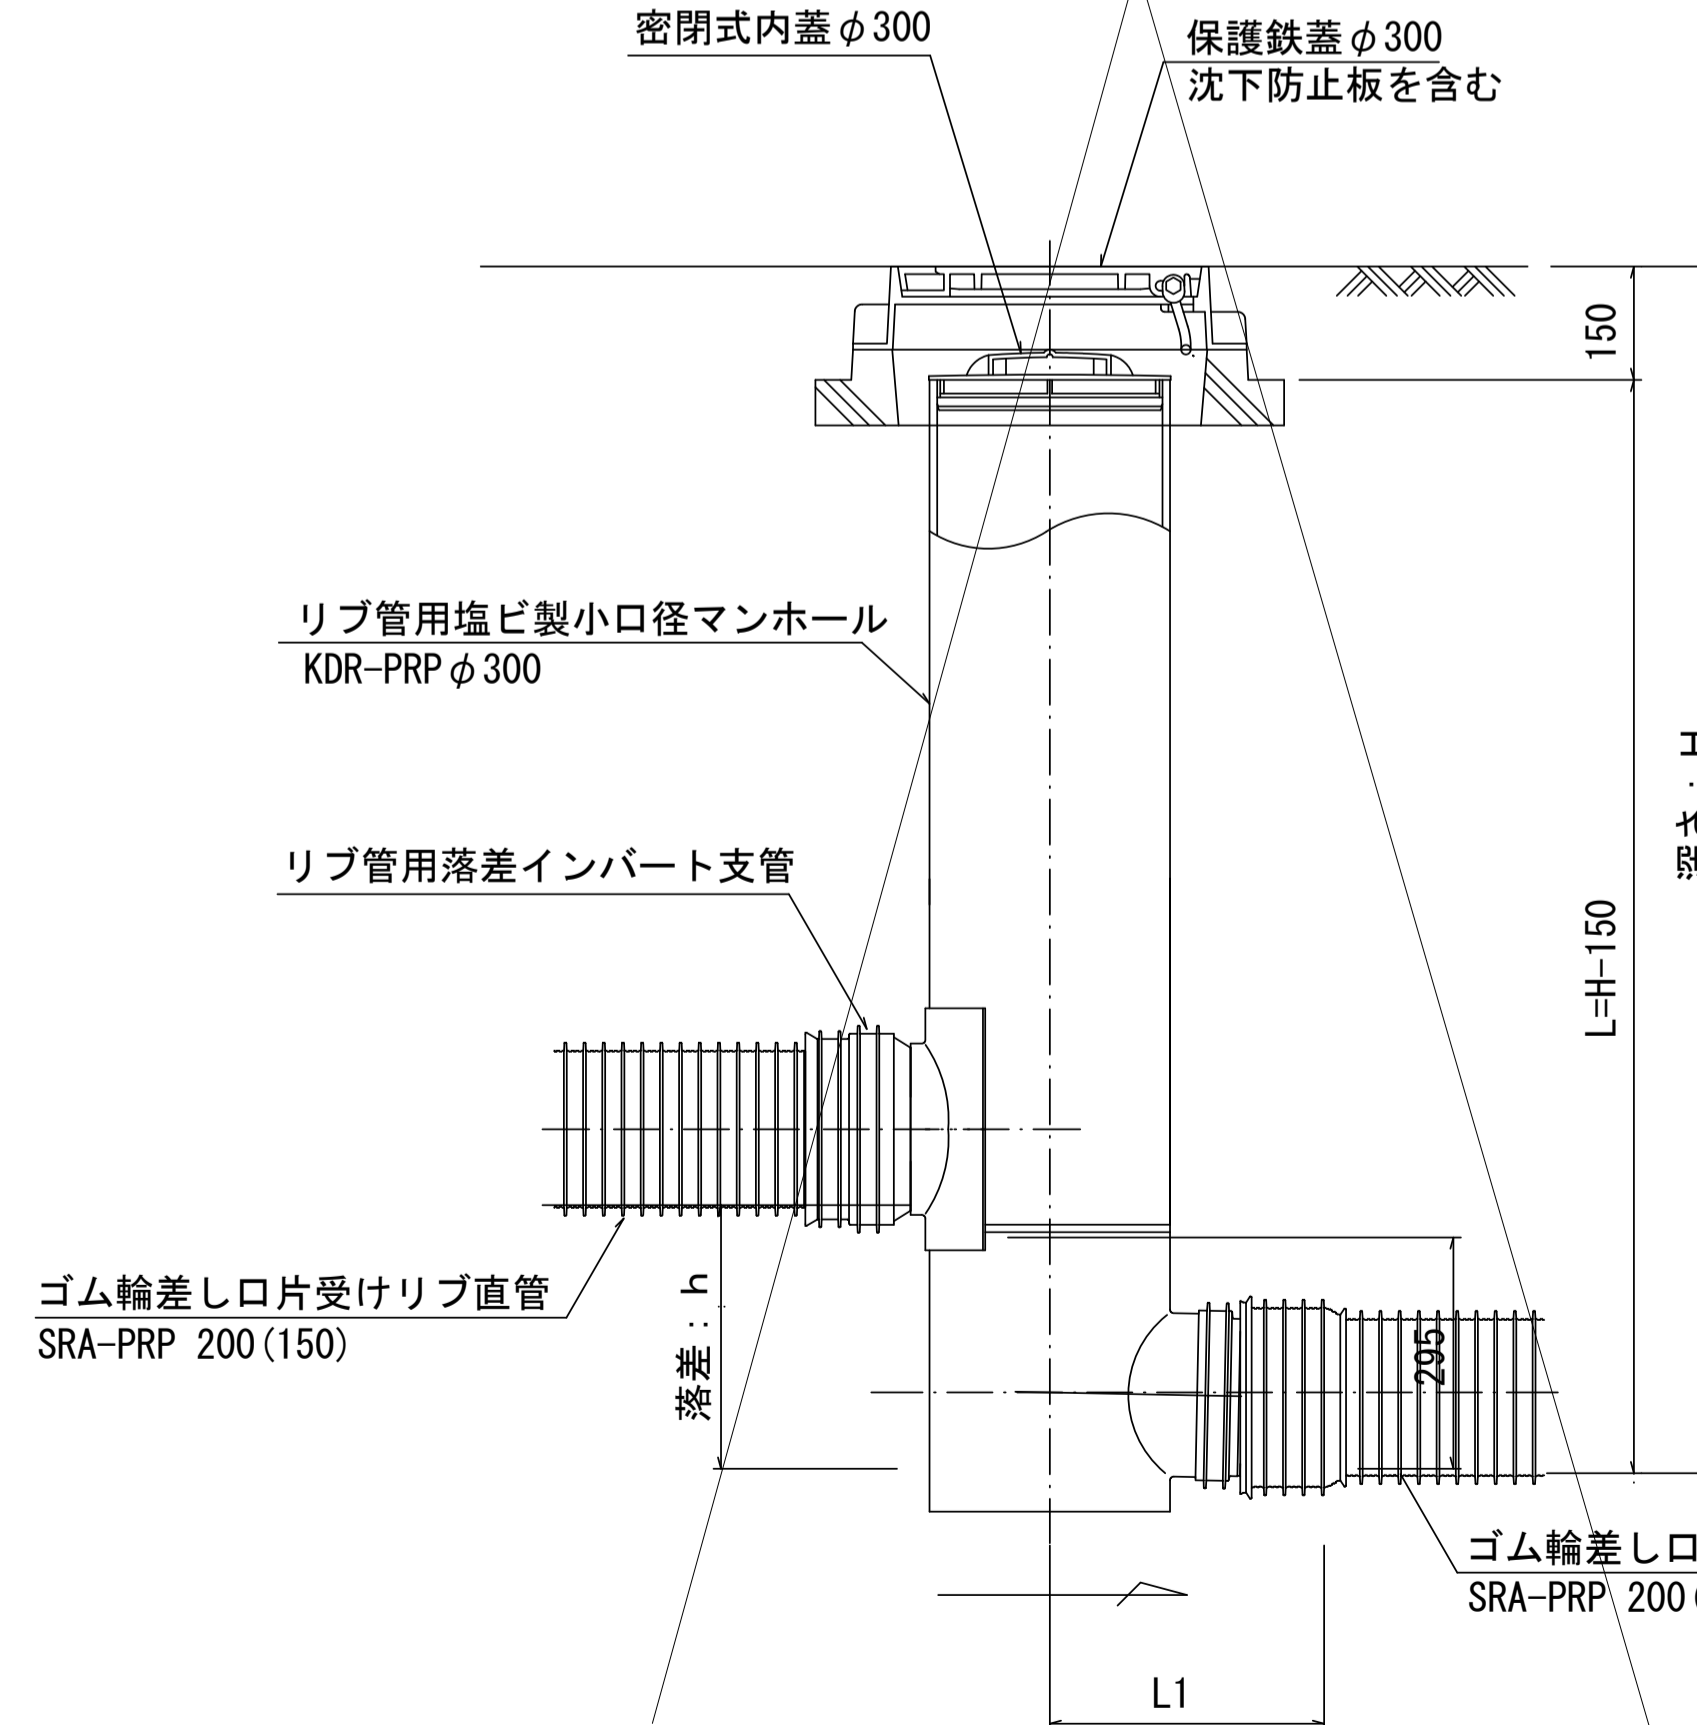 密閉式内蓋φ300
保護鉄蓋φ300
沈下防止板を含む
150
リブ管用塩ビ製小口径マンホール
KDR-PRPφ300
深さ：H
リブ管用落差インバート支管
L=H-150
ゴム輪差し口片受けリブ直管
SRA-PRP 200(150)
落差：h
295
ゴム輪差し口
SRA-PRP 200(
L1